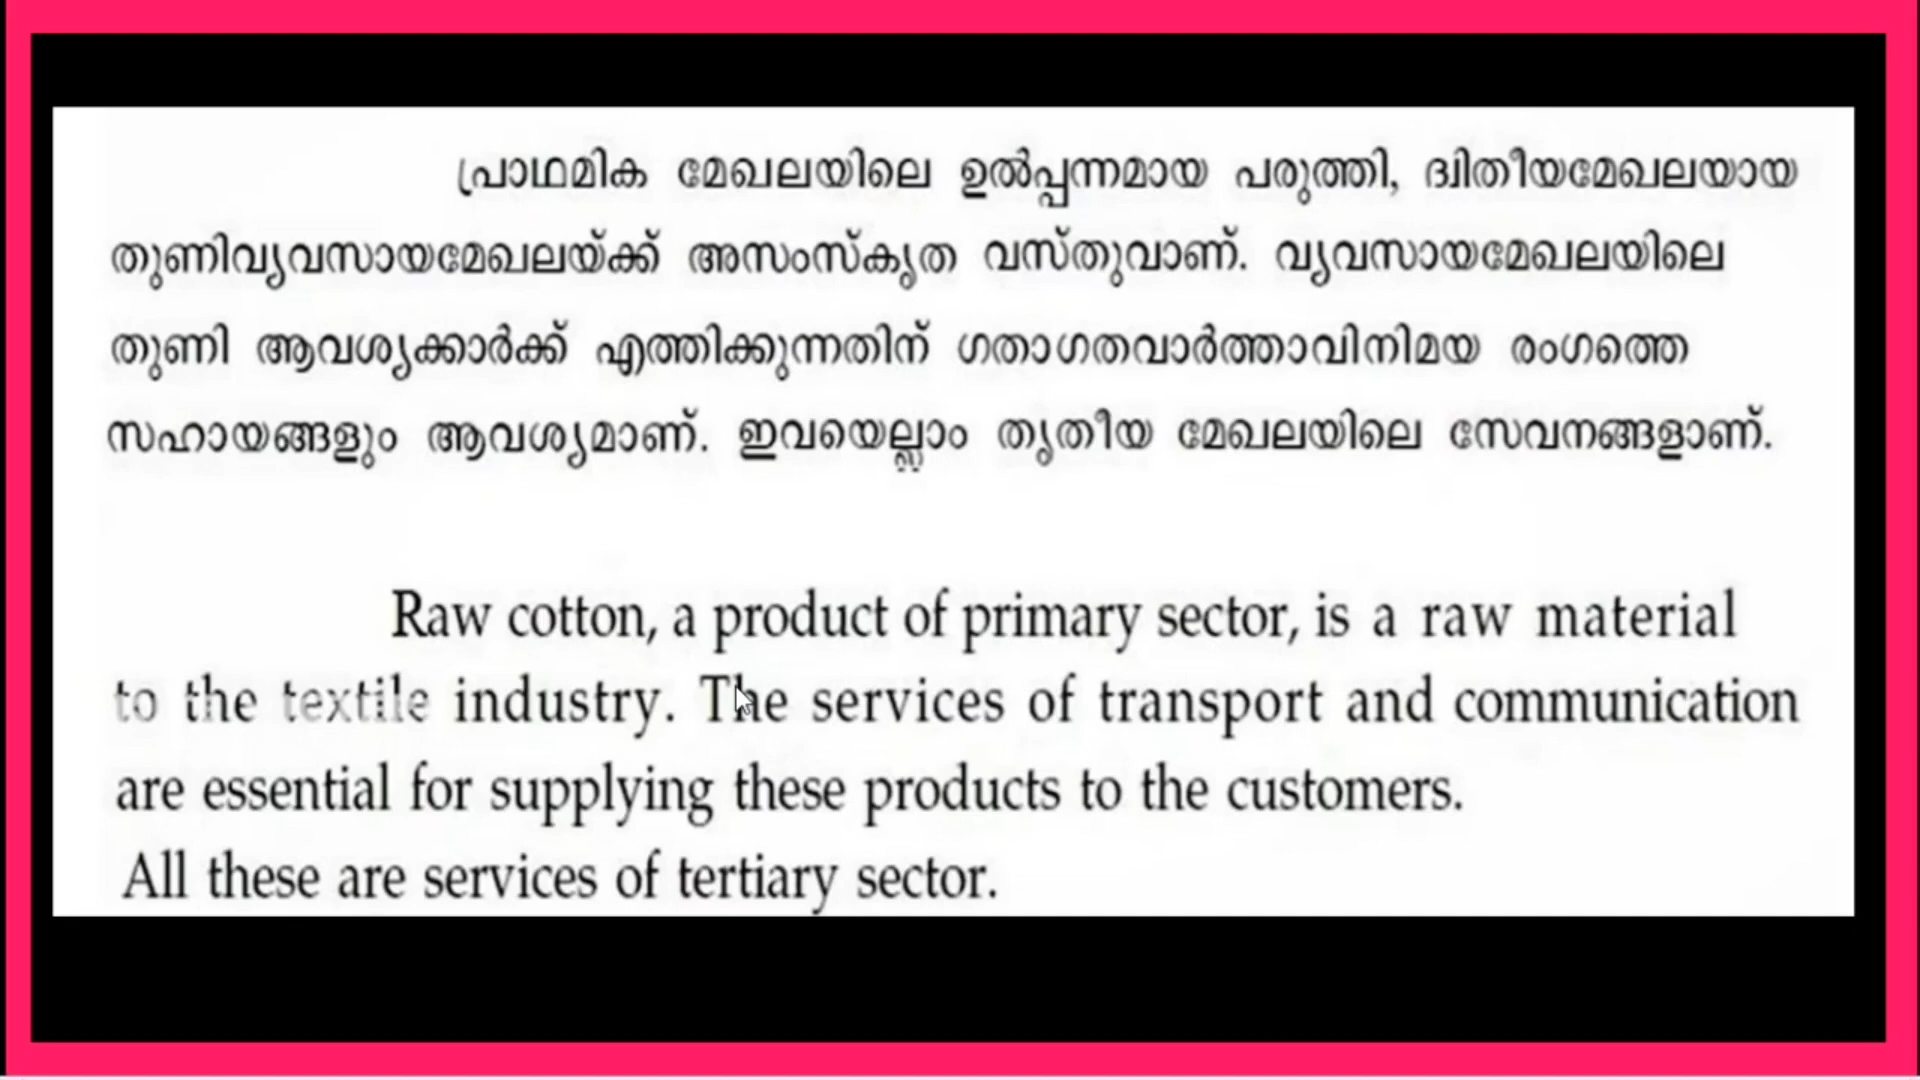 പ്രാഥമിക മേഖലയിലെ ഉൽപ്പന്നമായ പരുത്തി, ദ്വിതീയമേഖലയായ
തുണിവ്യവസായമേഖലയ്ക്ക് അസംസ്കൃത വസ്തുവാണ്. വ്യവസായമേഖലയിലെ
തുണി ആവശ്യക്കാർക്ക് എത്തിക്കുന്നതിന് ഗതാഗതവാർത്താവിനിമയ രംഗത്തെ
സഹായങ്ങളും ആവശ്യമാണ്. ഇവയെല്ലാം തൃതീയ മേഖലയിലെ സേവനങ്ങളാണ്.
Raw cotton, a product of primary sector, is a raw material
to the textile industry. The services of transport and communication
are essential for supplying these products to the customers.
All these are services of tertiary sector.